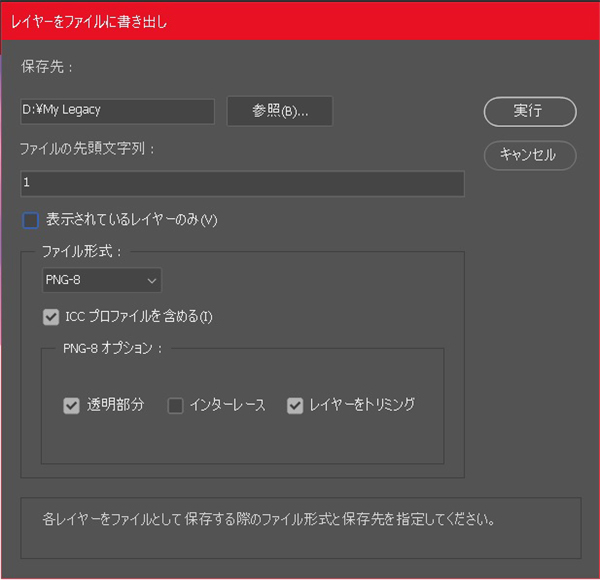 レイヤーをファイルに書き出し
保存先：
D:¥My Legacy
参照(B)...
実行
ファイルの先頭文字列：
キャンセル
1
表示されているレイヤーのみ(V)
ファイル形式：
PNG-8
ICC プロファイルを含める(I)
PNG-8 オプション：
透明部分 インターレース レイヤーをトリミング
各レイヤーをファイルとして保存する際のファイル形式と保存先を指定してください。